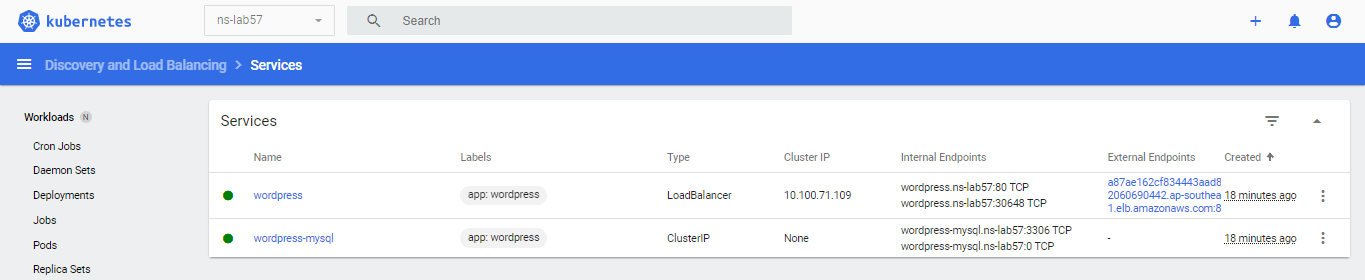 kubernetes
ns-lab57
Search
Discovery and Load Balancing > Services
Workloads N
Cron Jobs
Daemon Sets
Deployments
Jobs
Pods
Replica Sets
Services
Name Labels Type Cluster IP Internal Endpoints External Endpoints Created
wordpress app: wordpress LoadBalancer 10.100.71.109
wordpress.ns-lab57:80 TCP
wordpress.ns-lab57:30648 TCP
a87ae162cf834443aad8
2060690442.ap-southea
1.elb.amazonaws.com:8
18 minutes ago
wordpress-mysql app: wordpress ClusterIP None
wordpress-mysql.ns-lab57:3306 TCP
wordpress-mysql.ns-lab57:0 TCP
-
18 minutes ago